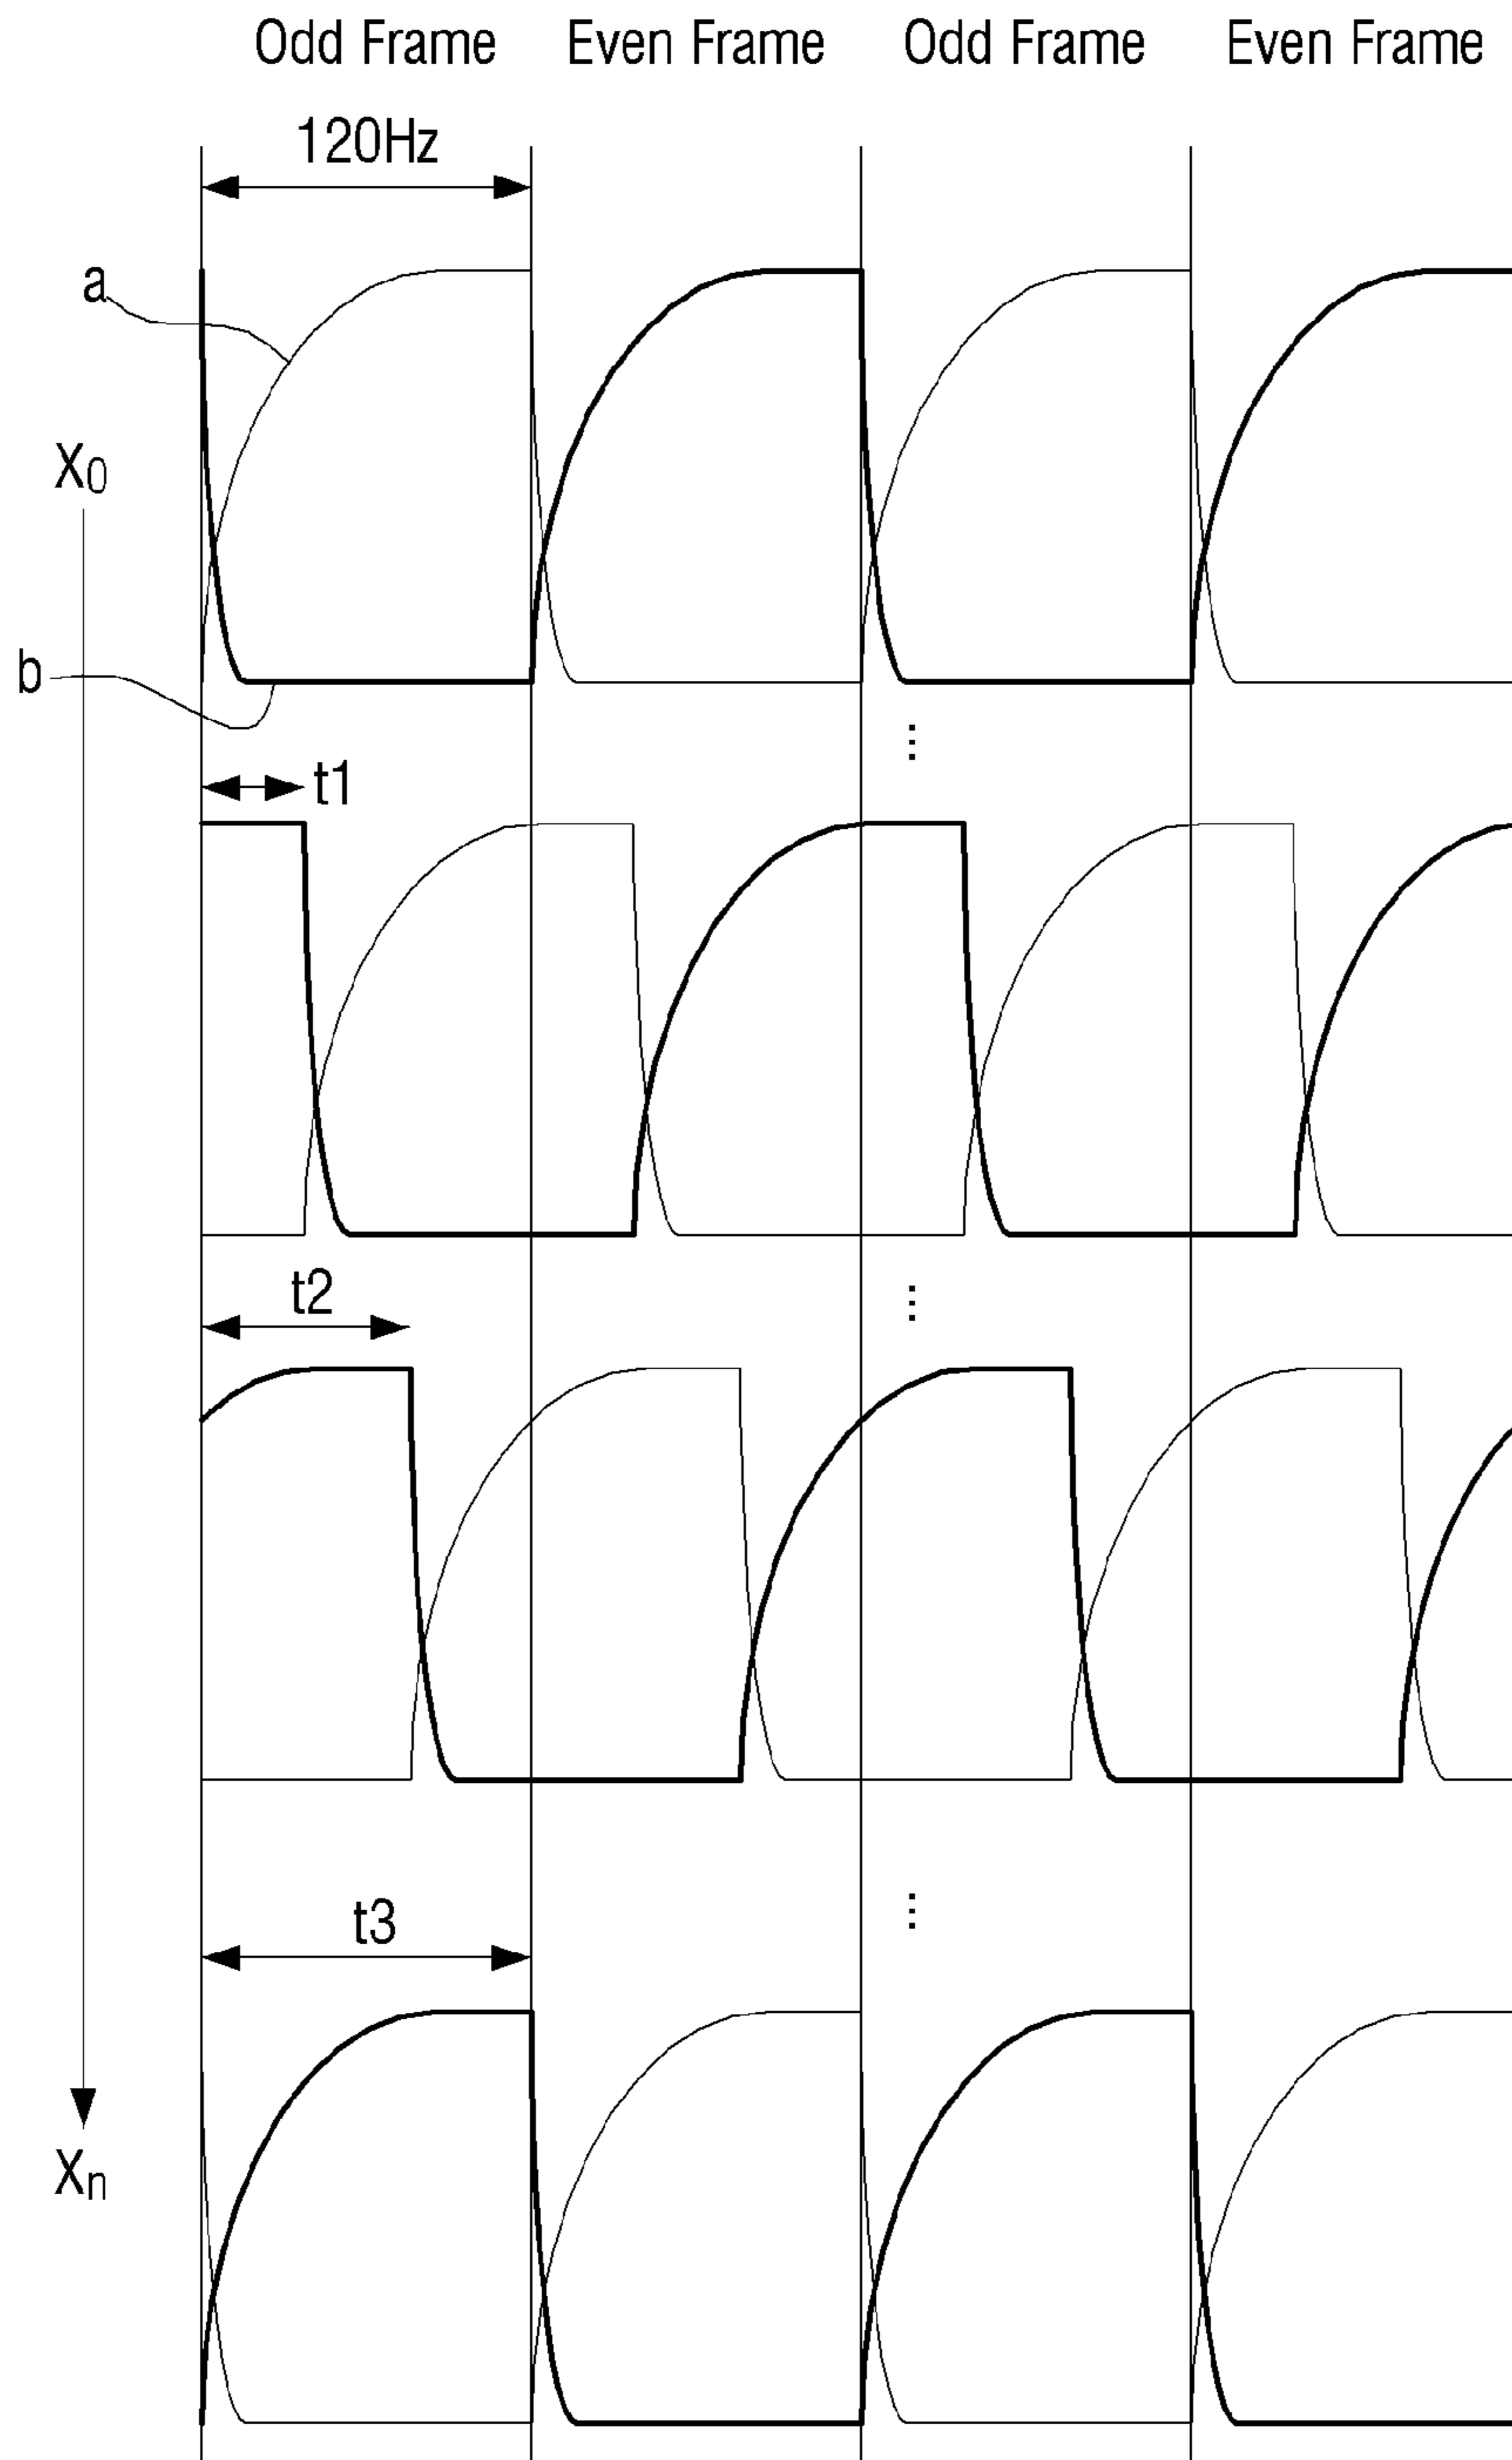 Odd Frame Even Frame Odd Frame Even Frame
120Hz
a
X0
b
t1
t2
t3
Xn